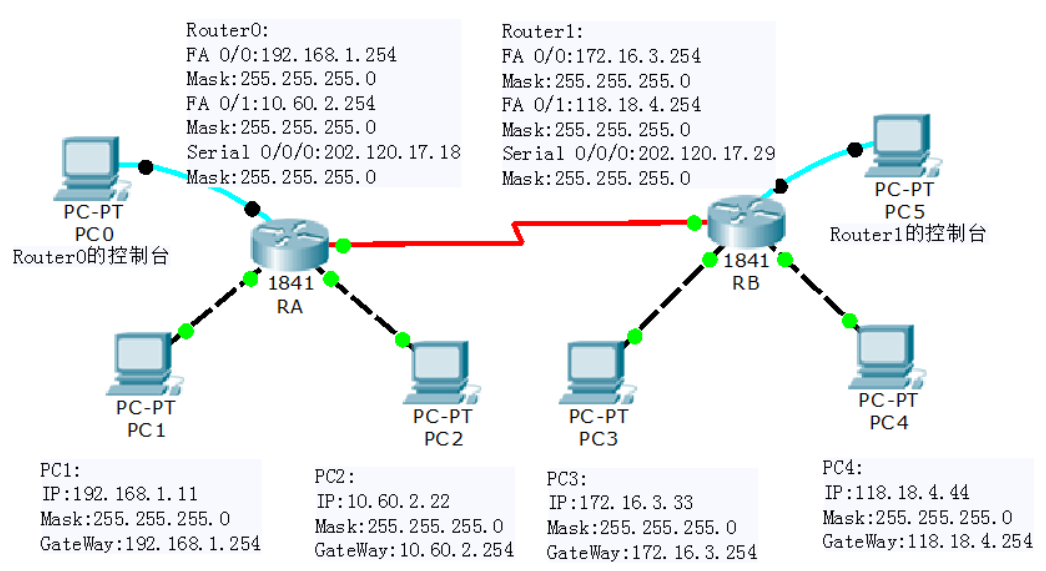 Router0:
FA 0/0:192.168.1.254
Mask:255.255.255.0
FA 0/1:10.60.2.254
Mask:255.255.255.0
Serial 0/0/0:202.120.17.18
Mask:255.255.255.0
Router1:
FA 0/0:172.16.3.254
Mask:255.255.255.0
FA 0/1:118.18.4.254
Mask:255.255.255.0
Serial 0/0/0:202.120.17.29
Mask:255.255.255.0
PC-PT
PC0
Router0的控制台
PC-PT
PC5
Router1的控制台
1841
RA
1841
RB
PC-PT
PC1
PC-PT
PC2
PC-PT
PC3
PC-PT
PC4
PC1:
IP:192.168.1.11
Mask:255.255.255.0
GateWay:192.168.1.254
PC2:
IP:10.60.2.22
Mask:255.255.255.0
GateWay:10.60.2.254
PC3:
IP:172.16.3.33
Mask:255.255.255.0
GateWay:172.16.3.254
PC4:
IP:118.18.4.44
Mask:255.255.255.0
GateWay:118.18.4.254